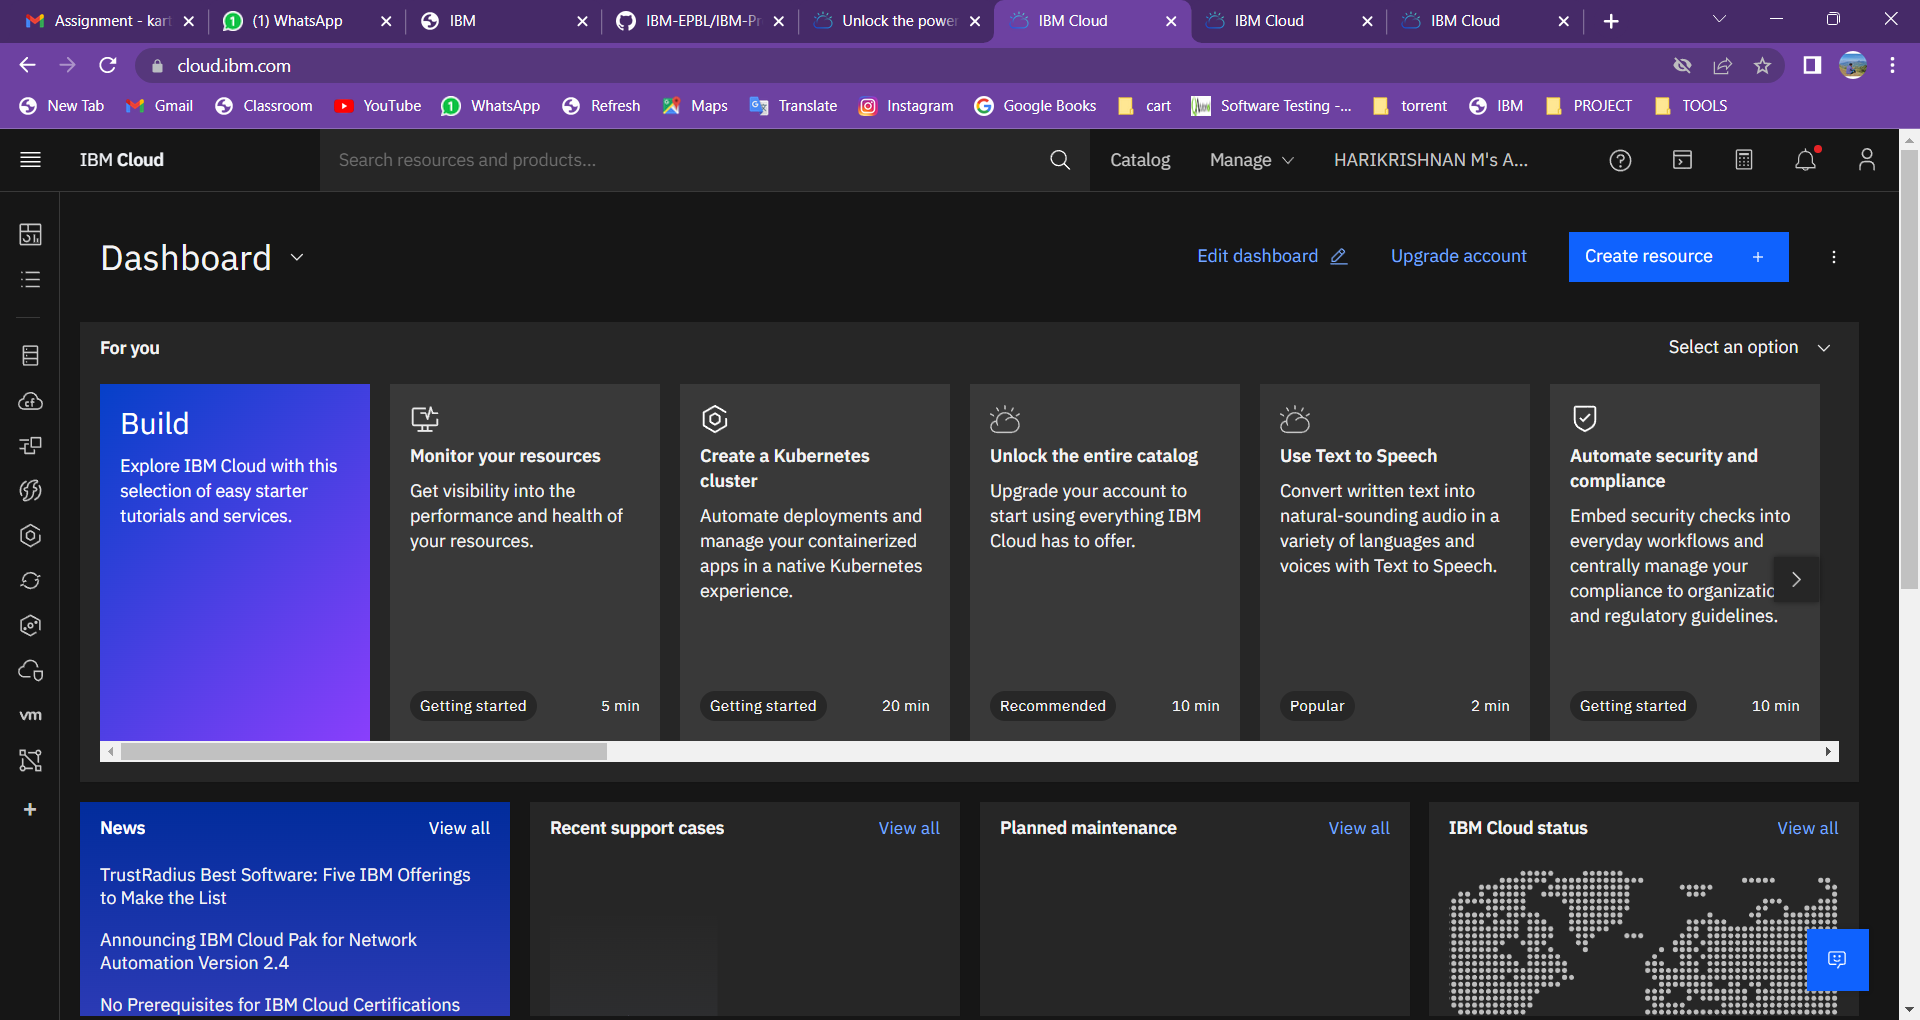 Assignment - kart
(1) WhatsApp
IBM
IBM-EPBL/IBM-Pr
Unlock the power
IBM Cloud
IBM Cloud
IBM Cloud
cloud.ibm.com
New Tab
Gmail
Classroom
YouTube
WhatsApp
Refresh
Maps
Translate
Instagram
Google Books
cart
Software Testing -...
torrent
IBM
PROJECT
TOOLS
IBM Cloud
Search resources and products...
Catalog
Manage
HARIKRISHNAN M's A...
Dashboard
Edit dashboard
Upgrade account
Create resource +
For you
Select an option
Build
Explore IBM Cloud with this
selection of easy starter
tutorials and services.
Monitor your resources
Get visibility into the
performance and health of
your resources.
Getting started
5 min
Create a Kubernetes
cluster
Automate deployments and
manage your containerized
apps in a native Kubernetes
experience.
Getting started
20 min
Unlock the entire catalog
Upgrade your account to
start using everything IBM
Cloud has to offer.
Recommended
10 min
Use Text to Speech
Convert written text into
natural-sounding audio in a
variety of languages and
voices with Text to Speech.
Popular
2 min
Automate security and
compliance
Embed security checks into
everyday workflows and
centrally manage your
compliance to organizatio
and regulatory guidelines.
Getting started
10 min
cf
vm
News
View all
TrustRadius Best Software: Five IBM Offerings
to Make the List
Announcing IBM Cloud Pak for Network
Automation Version 2.4
No Prerequisites for IBM Cloud Certifications
Recent support cases
View all
Planned maintenance
View all
IBM Cloud status
View all